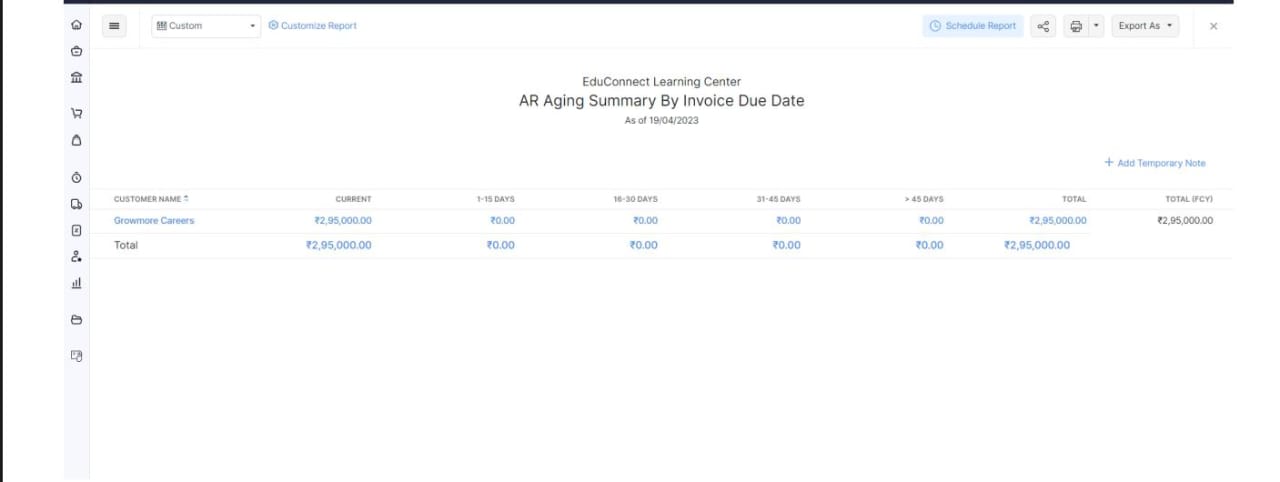 Custom Customize Report Schedule Report Export As
EduConnect Learning Center
AR Aging Summary By Invoice Due Date
As of 19/04/2023
+ Add Temporary Note
CUSTOMER NAME CURRENT 1-15 DAYS 16-30 DAYS 31-45 DAYS > 45 DAYS TOTAL TOTAL (FCY)
Growmore Careers ₹2,95,000.00 ₹0.00 ₹0.00 ₹0.00 ₹0.00 ₹2,95,000.00 ₹2,95,000.00
Total ₹2,95,000.00 ₹0.00 ₹0.00 ₹0.00 ₹0.00 ₹2,95,000.00